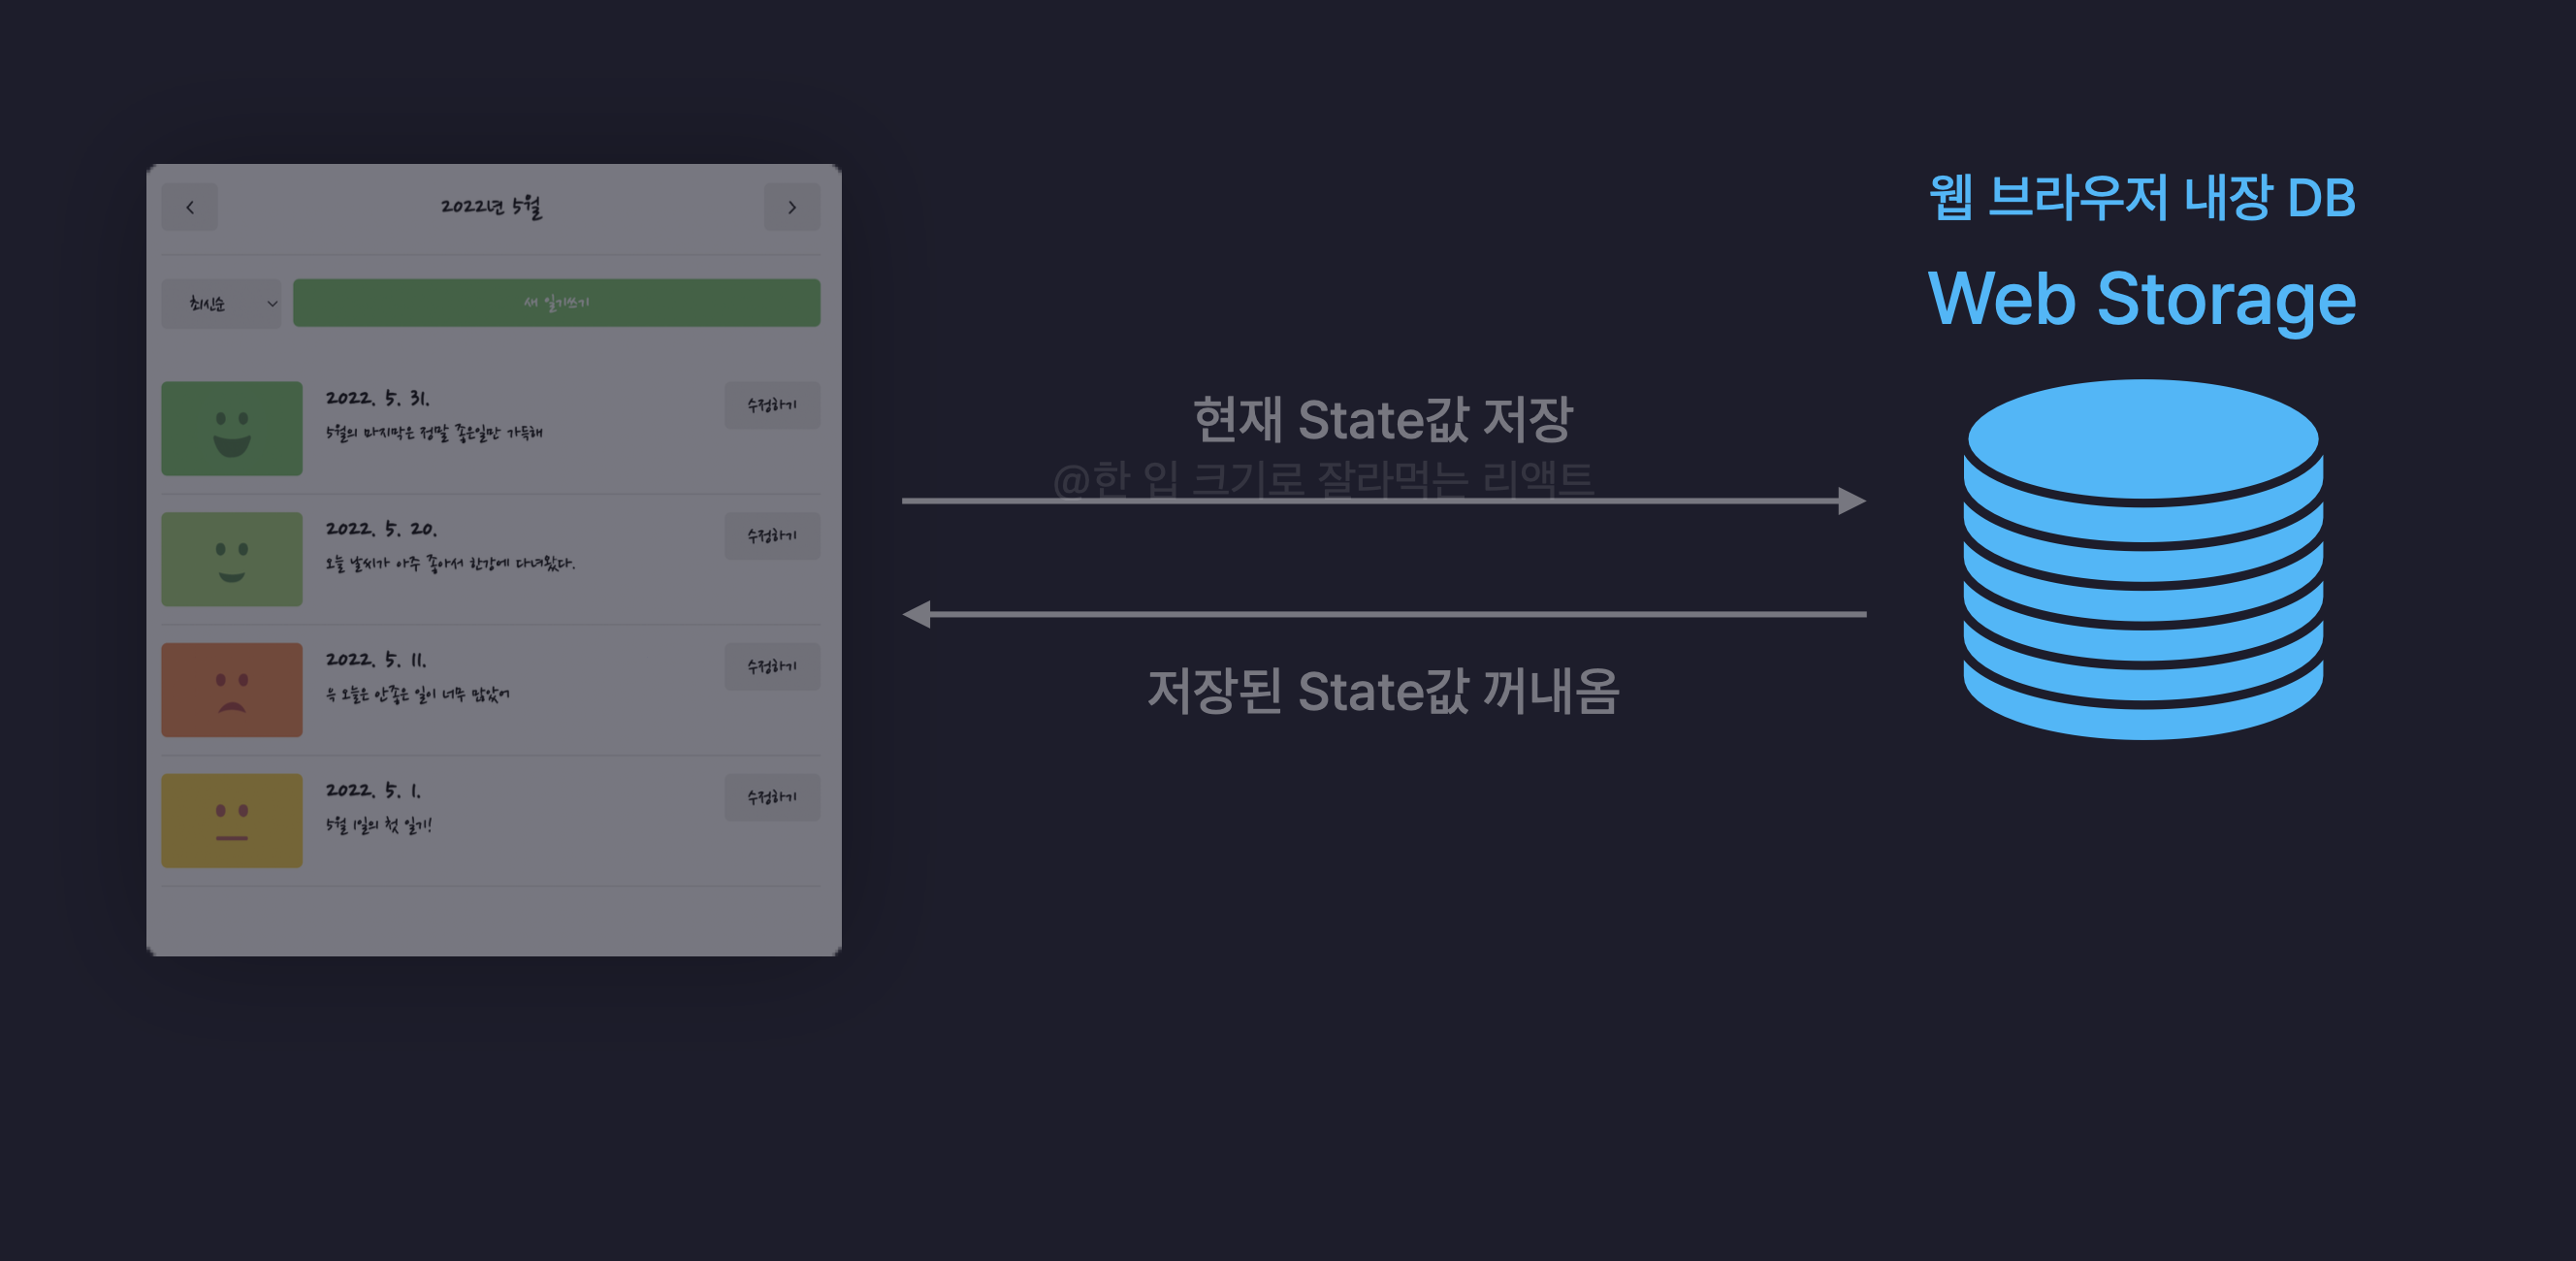 2022년 5월
최신순
새 일기쓰기
2022. 5. 31.
5월의 마지막은 정말 좋은일만 가득해
수정하기
2022. 5. 20.
오늘 날씨가 아주 좋아서 한강에 다녀왔다.
수정하기
2022. 5. 11.
윽 오늘은 안좋은 일이 너무 많았어
수정하기
2022. 5. 1.
5월 1일의 첫 일기!
수정하기
현재 State값 저장
@한 입 크기로 잘라먹는 리액트
저장된 State값 꺼내옴
웹 브라우저 내장 DB
Web Storage